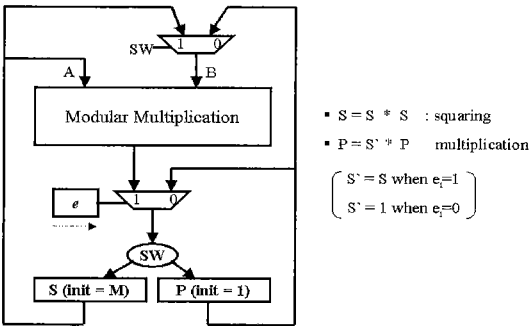 SW 1 0
A B
Modular Multiplication
e 1 0
SW
S (init = M) P (init = 1)
▪ S = S * S : squaring
▪ P = S` * P multiplication
S` = S when eᵢ=1
S` = 1 when eᵢ=0